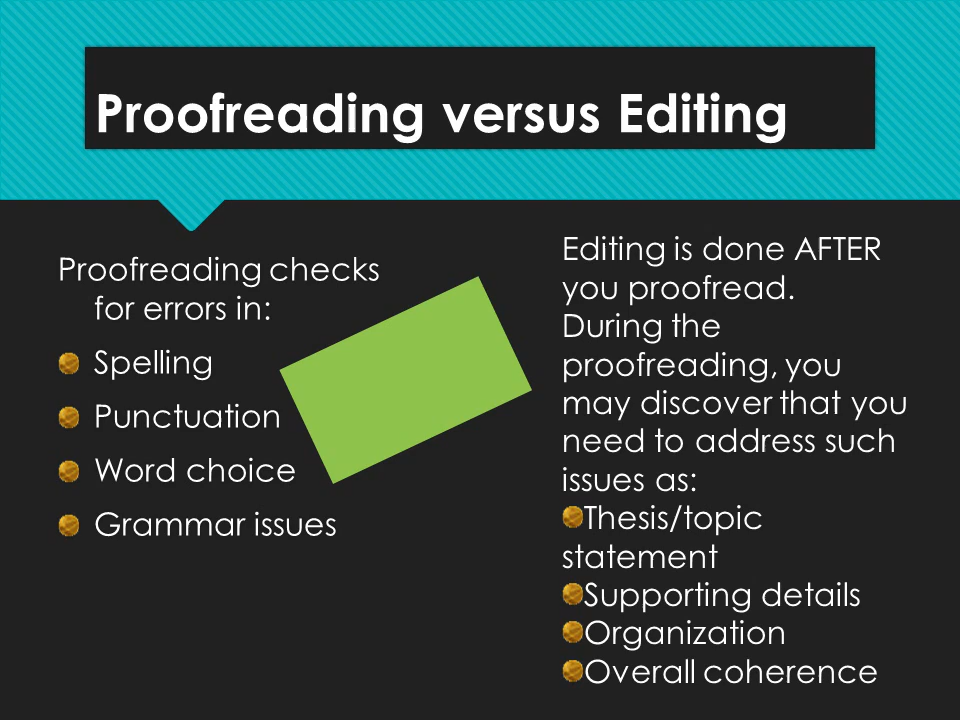 Proofreading versus Editing
Proofreading checks
for errors in:
Spelling
Punctuation
Word choice
Grammar issues
Editing is done AFTER
you proofread.
During the
proofreading, you
may discover that you
need to address such
issues as:
Thesis/topic
statement
Supporting details
Organization
Overall coherence